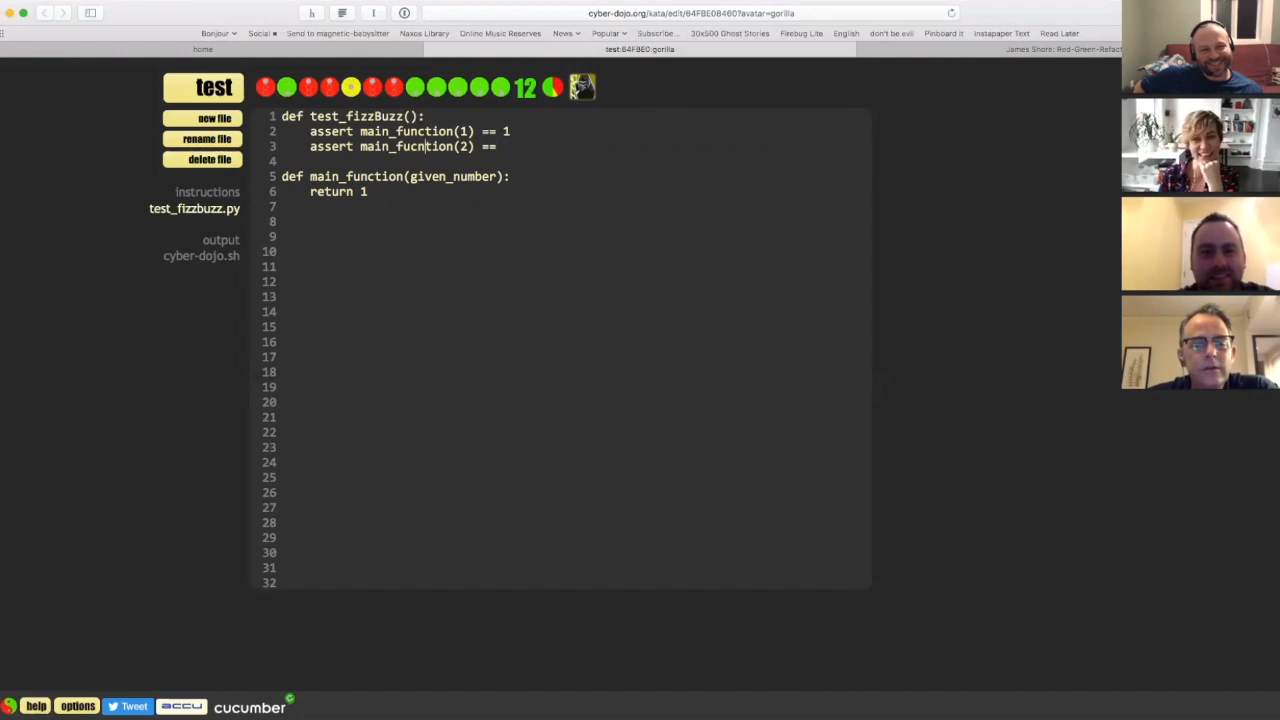 cyber-dojo.org/kata/edit/64FBE08460?avatar=gorilla
Bonjour Social Send to magnetic-babysitter Naxos Library Online Music Reserves News Popular Subscribe... 30x500 Ghost Stories Firebug Lite English don't be evil Pinboard it Instapaper Text Read Later
home test:64FBE0:gorilla James Shore: Red-Green-Refact
test 12
new file
rename file
delete file
instructions
test_fizzbuzz.py
output
cyber-dojo.sh
1 def test_fizzBuzz():
2 assert main_function(1) == 1
3 assert main_fucntion(2) ==
4
5 def main_function(given_number):
6 return 1
7
8
9
10
11
12
13
14
15
16
17
18
19
20
21
22
23
24
25
26
27
28
29
30
31
32
help options Tweet accu cucumber